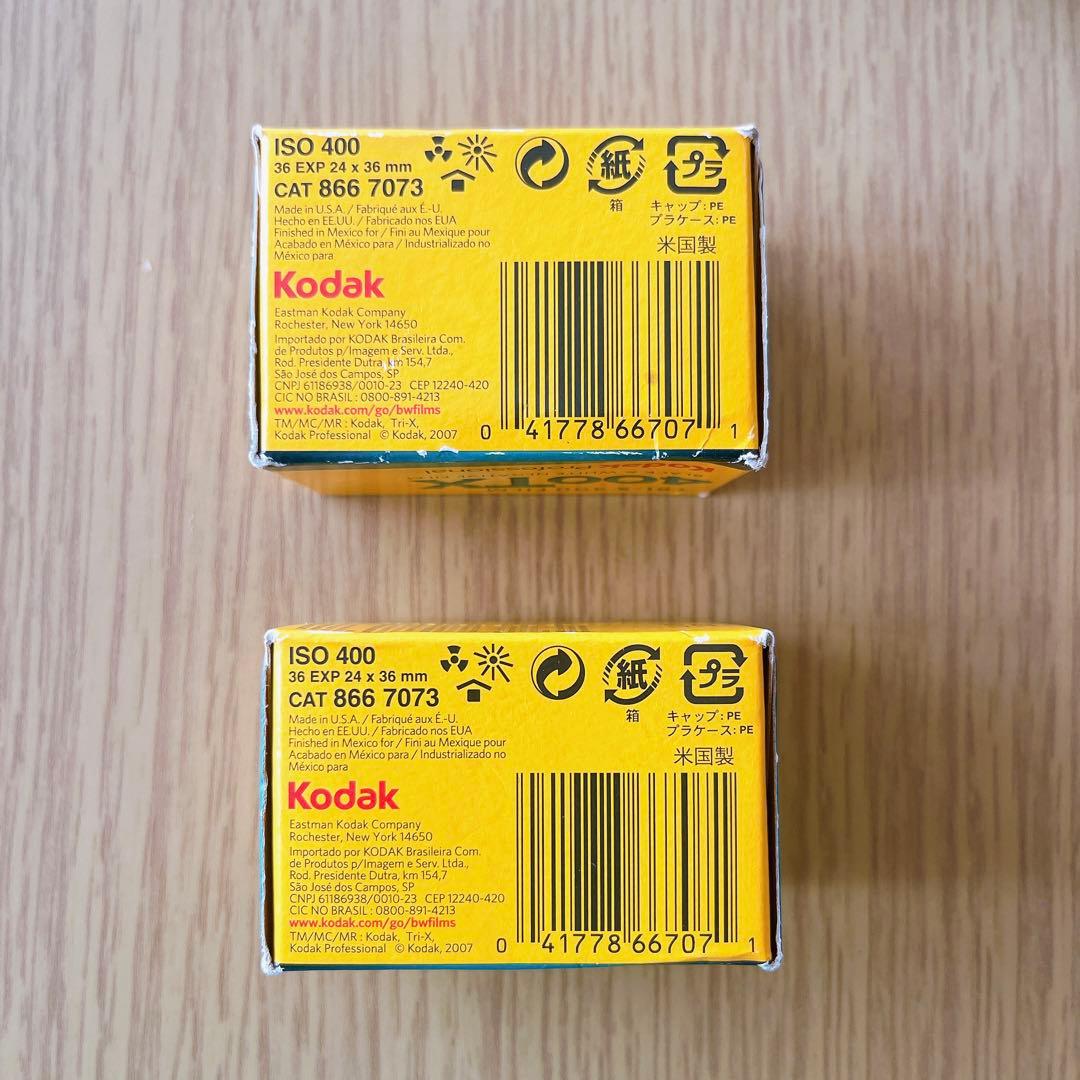 ISO 400
36 EXP 24 x 36 mm
CAT 866 7073
Made in U.S.A. / Fabriqué aux É.-U.
Hecho en EE.UU. / Fabricado nos EUA
Finished in Mexico for / Fini au Mexique pour
Acabado en México para / Industrializado no
México para
Kodak
Eastman Kodak Company
Rochester, New York 14650
Importado por KODAK Brasileira Com.
de Produtos p/Imagem e Serv. Ltda.,
Rod. Presidente Dutra, km 154,7
São José dos Campos, SP
CNPJ 61186938/0010-23 CEP 12240-420
CIC NO BRASIL : 0800-891-4213
www.kodak.com/go/bwfilms
TM/MC/MR : Kodak, Tri-X,
Kodak Professional © Kodak, 2007
紙
箱
プラ
キャップ : PE
プラケース : PE
米国製
0 41778 66707 1
Kodak Professional
400TX
ISO 400
36 EXP 24 x 36 mm
CAT 866 7073
Made in U.S.A. / Fabriqué aux É.-U.
Hecho en EE.UU. / Fabricado nos EUA
Finished in Mexico for / Fini au Mexique pour
Acabado en México para / Industrializado no
México para
Kodak
Eastman Kodak Company
Rochester, New York 14650
Importado por KODAK Brasileira Com.
de Produtos p/Imagem e Serv. Ltda.,
Rod. Presidente Dutra, km 154,7
São José dos Campos, SP
CNPJ 61186938/0010-23 CEP 12240-420
CIC NO BRASIL : 0800-891-4213
www.kodak.com/go/bwfilms
TM/MC/MR : Kodak, Tri-X,
Kodak Professional © Kodak, 2007
紙
箱
プラ
キャップ : PE
プラケース : PE
米国製
0 41778 66707 1